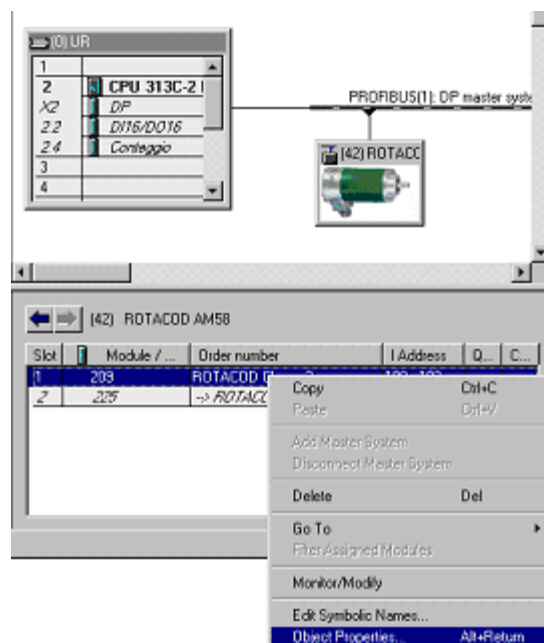 (0) UR
1
2 CPU 313C-2
X2 DP
2.2 DI16/DO16
2.4 Conteggio
3
4
PROFIBUS(1): DP master syste
(42) ROTACC
(42) ROTACOD AM58
Slot Module / ... Order number I Address Q... C...
1 209 ROTACOD
2 225 -> ROTACO
Copy Ctrl+C
Paste Ctrl+V
Add Master System
Disconnect Master System
Delete Del
Go To
Filter Assigned Modules
Monitor/Modify
Edit Symbolic Names...
Object Properties... Alt+Return